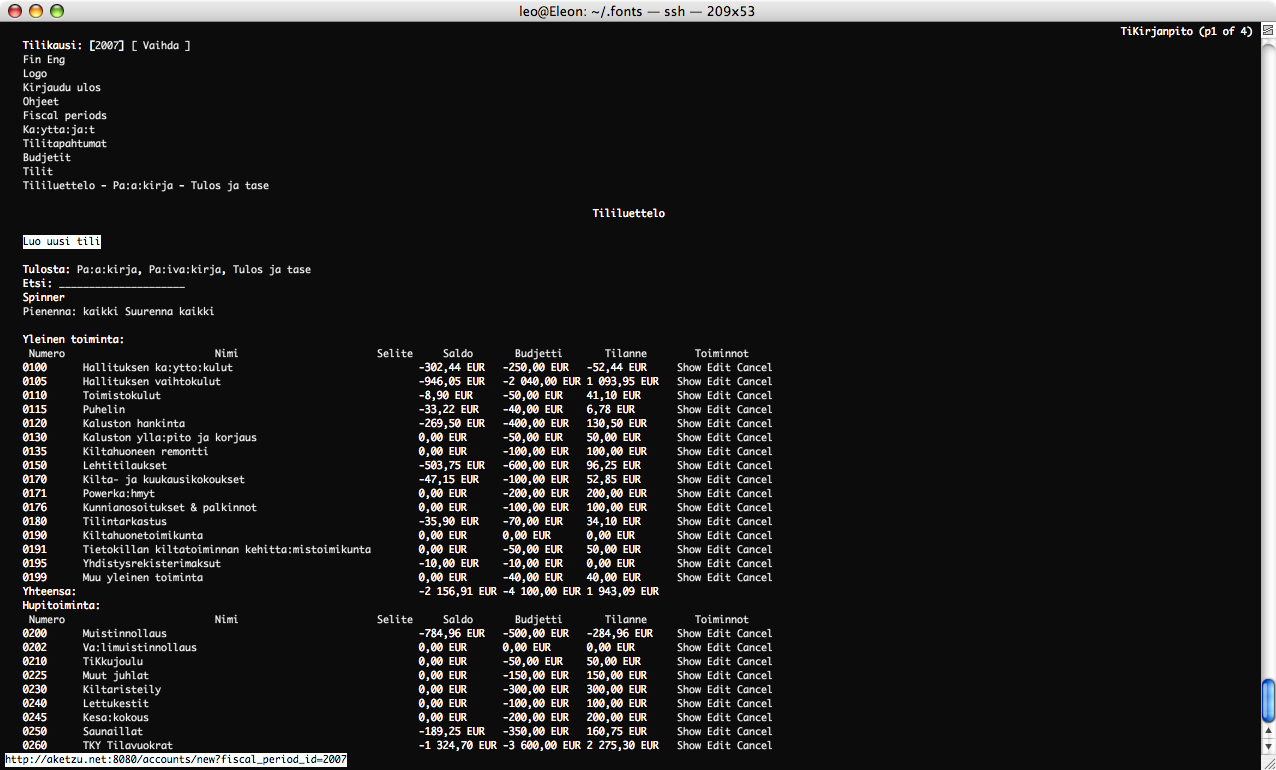 leo@Eleon: ~/.fonts — ssh — 209x53
TiKirjanpito (p1 of 4)
Tilikausi: [2007] [ Vaihda ]
Fin Eng
Logo
Kirjaudu ulos
Ohjeet
Fiscal periods
Ka:ytta:ja:t
Tilitapahtumat
Budjetit
Tilit
Tililuettelo - Pa:a:kirja - Tulos ja tase
Tililuettelo
Luo uusi tili
Tulosta: Pa:a:kirja, Pa:iva:kirja, Tulos ja tase
Etsi: _____________________
Spinner
Pienenna: kaikki Suurenna kaikki
Yleinen toiminta:
Numero Nimi Selite Saldo Budjetti Tilanne Toiminnot
0100 Hallituksen ka:ytto:kulut -302,44 EUR -250,00 EUR -52,44 EUR Show Edit Cancel
0105 Hallituksen vaihtokulut -946,05 EUR -2 040,00 EUR 1 093,95 EUR Show Edit Cancel
0110 Toimistokulut -8,90 EUR -50,00 EUR 41,10 EUR Show Edit Cancel
0115 Puhelin -33,22 EUR -40,00 EUR 6,78 EUR Show Edit Cancel
0120 Kaluston hankinta -269,50 EUR -400,00 EUR 130,50 EUR Show Edit Cancel
0130 Kaluston ylla:pito ja korjaus 0,00 EUR -50,00 EUR 50,00 EUR Show Edit Cancel
0135 Kiltahuoneen remontti 0,00 EUR -100,00 EUR 100,00 EUR Show Edit Cancel
0150 Lehtitilaukset -503,75 EUR -600,00 EUR 96,25 EUR Show Edit Cancel
0170 Kilta- ja kuukausikokoukset -47,15 EUR -100,00 EUR 52,85 EUR Show Edit Cancel
0171 Powerka:hmyt 0,00 EUR -200,00 EUR 200,00 EUR Show Edit Cancel
0176 Kunnianosoitukset & palkinnot 0,00 EUR -100,00 EUR 100,00 EUR Show Edit Cancel
0180 Tilintarkastus -35,90 EUR -70,00 EUR 34,10 EUR Show Edit Cancel
0190 Kiltahuonetoimikunta 0,00 EUR 0,00 EUR 0,00 EUR Show Edit Cancel
0191 Tietokillan kiltatoiminnan kehitta:mistoimikunta 0,00 EUR -50,00 EUR 50,00 EUR Show Edit Cancel
0195 Yhdistysrekisterimaksut -10,00 EUR -10,00 EUR 0,00 EUR Show Edit Cancel
0199 Muu yleinen toiminta 0,00 EUR -40,00 EUR 40,00 EUR Show Edit Cancel
Yhteensa: -2 156,91 EUR -4 100,00 EUR 1 943,09 EUR
Hupitoiminta:
Numero Nimi Selite Saldo Budjetti Tilanne Toiminnot
0200 Muistinnollaus -784,96 EUR -500,00 EUR -284,96 EUR Show Edit Cancel
0202 Va:limuistinnollaus 0,00 EUR 0,00 EUR 0,00 EUR Show Edit Cancel
0210 TiKkujoulu 0,00 EUR -50,00 EUR 50,00 EUR Show Edit Cancel
0225 Muut juhlat 0,00 EUR -150,00 EUR 150,00 EUR Show Edit Cancel
0230 Kiltaristeily 0,00 EUR -300,00 EUR 300,00 EUR Show Edit Cancel
0240 Lettukestit 0,00 EUR -100,00 EUR 100,00 EUR Show Edit Cancel
0245 Kesa:kokous 0,00 EUR -200,00 EUR 200,00 EUR Show Edit Cancel
0250 Saunaillat -189,25 EUR -350,00 EUR 160,75 EUR Show Edit Cancel
0260 TKY Tilavuokrat -1 324,70 EUR -3 600,00 EUR 2 275,30 EUR Show Edit Cancel
http://aketzu.net:8080/accounts/new?fiscal_period_id=2007